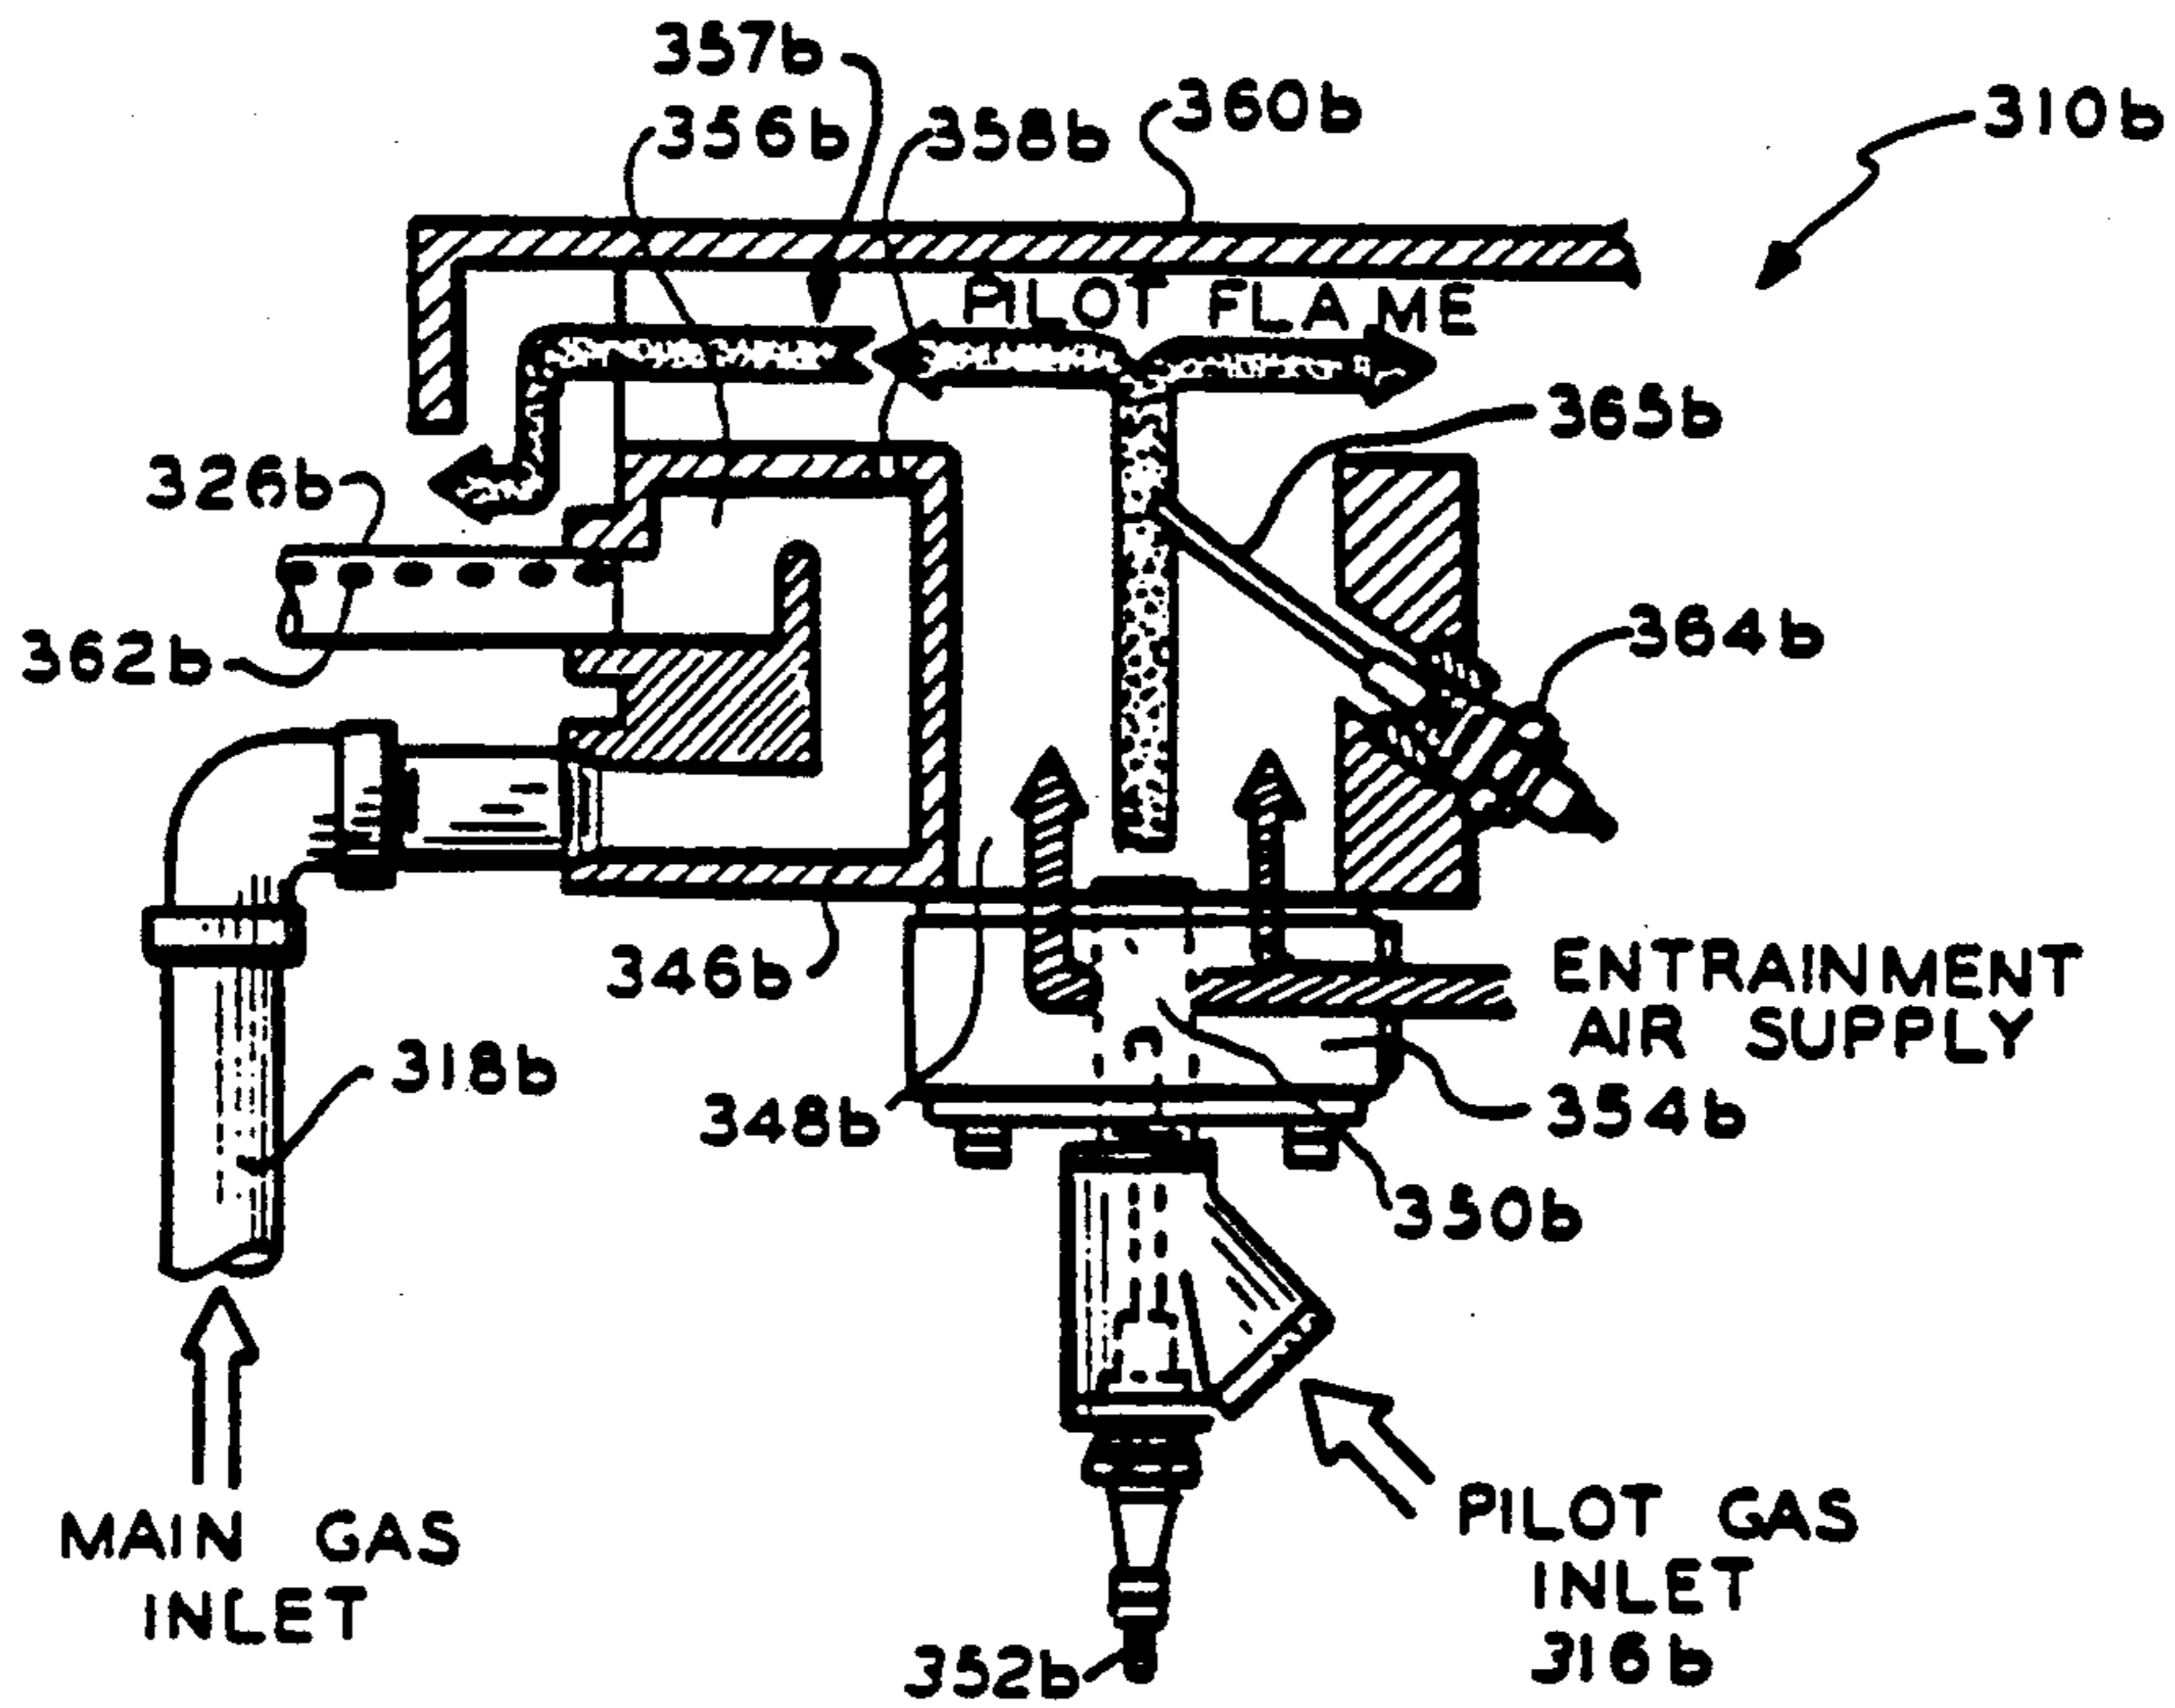 357b
356b
358b
360b
310b
PILOT FLAME
365b
326b
364b
362b
346b
ENTRAINMENT
AIR SUPPLY
318b
348b
354b
350b
MAIN GAS
INLET
PILOT GAS
INLET
316b
352b